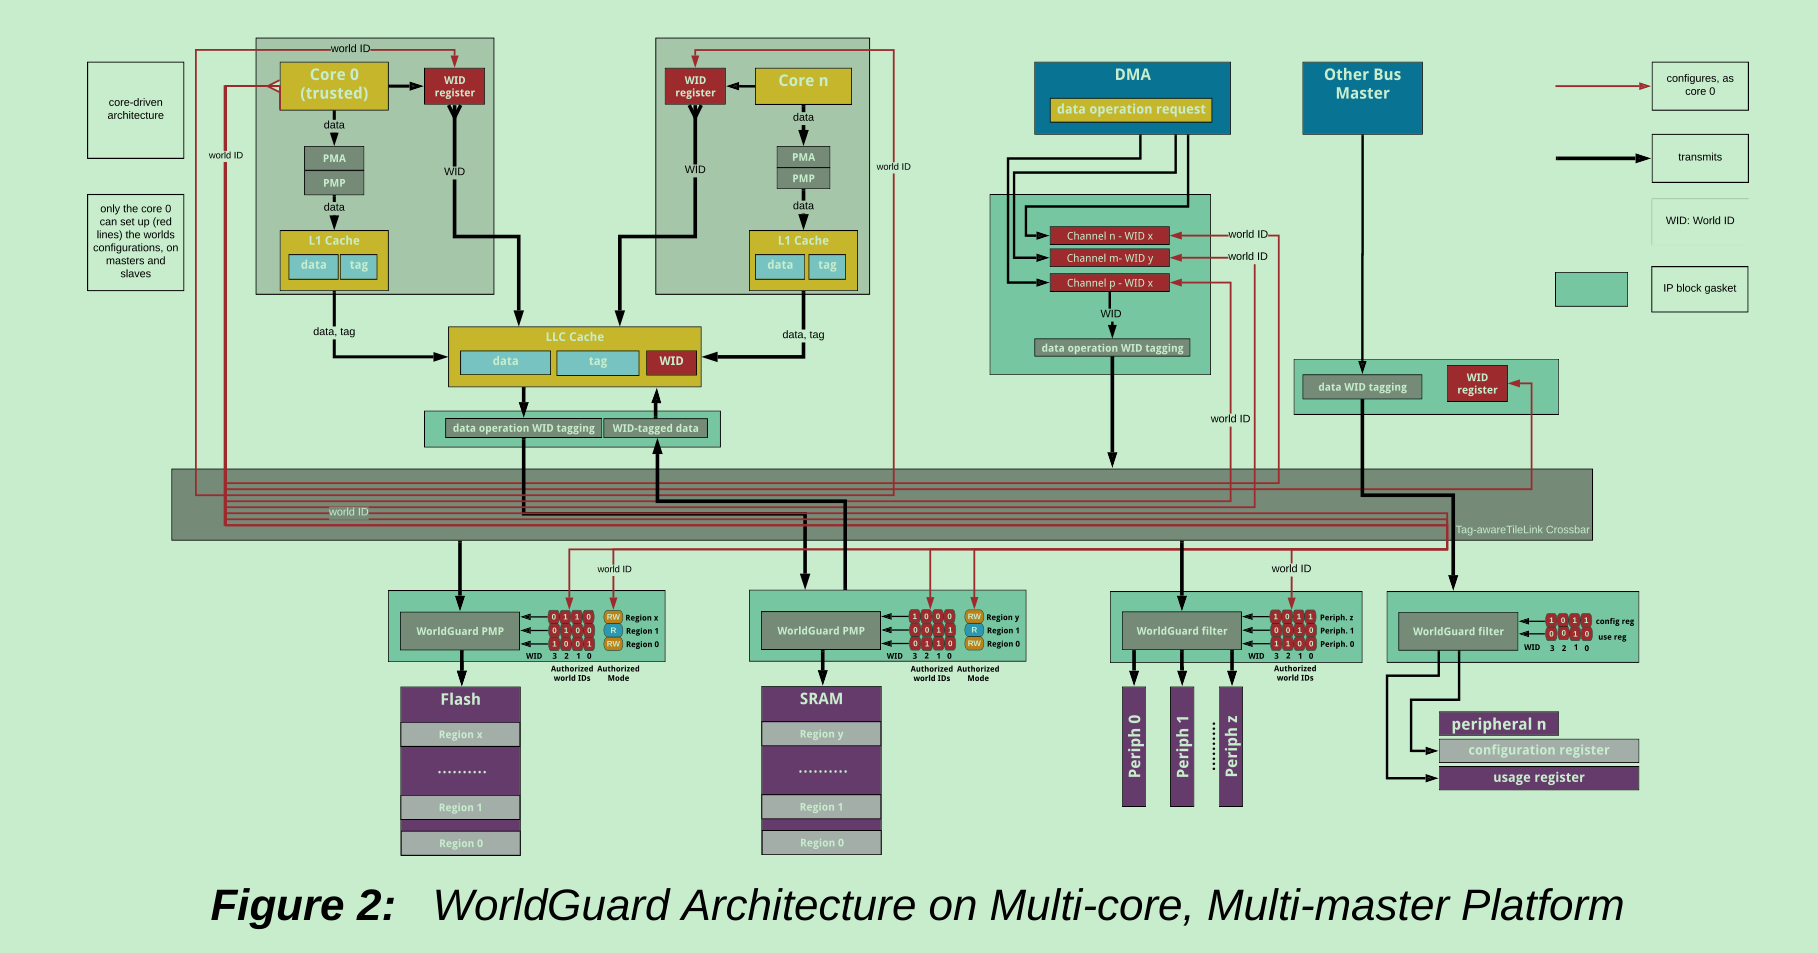 core-driven
architecture
only the core 0
can set up (red
lines) the worlds
configurations, on
masters and
slaves
world ID
world ID
Core 0
(trusted)
WID
register
data
PMA
PMP
data
WID
L1 Cache
data
tag
data, tag
WID
register
Core n
data
PMA
PMP
data
WID
world ID
L1 Cache
data
tag
data, tag
LLC Cache
data
tag
WID
data operation WID tagging
WID-tagged data
DMA
data operation request
Channel n - WID x
Channel m- WID y
Channel p - WID x
world ID
world ID
WID
data operation WID tagging
world ID
Other Bus
Master
data WID tagging
WID
register
configures, as
core 0
transmits
WID: World ID
IP block gasket
world ID
Tag-awareTileLink Crossbar
world ID
world ID
WorldGuard PMP
0 1 1 0 RW Region x
0 1 0 0 R Region 1
1 0 0 1 RW Region 0
WID 3 2 1 0
Authorized
world IDs
Authorized
Mode
Flash
Region x
..........
Region 1
Region 0
WorldGuard PMP
1 0 0 0 RW Region y
0 0 1 1 R Region 1
0 1 0 1 RW Region 0
WID 3 2 1 0
Authorized
world IDs
Authorized
Mode
SRAM
Region y
..........
Region 1
Region 0
WorldGuard filter
1 0 1 1 Periph. z
0 0 0 1 Periph. 1
1 1 0 0 Periph. 0
WID 3 2 1 0
Authorized
world IDs
Periph 0
Periph 1
..........
Periph z
WorldGuard filter
1 0 1 1 config reg
0 0 1 0 use reg
WID 3 2 1 0
peripheral n
configuration register
usage register
Figure 2: WorldGuard Architecture on Multi-core, Multi-master Platform